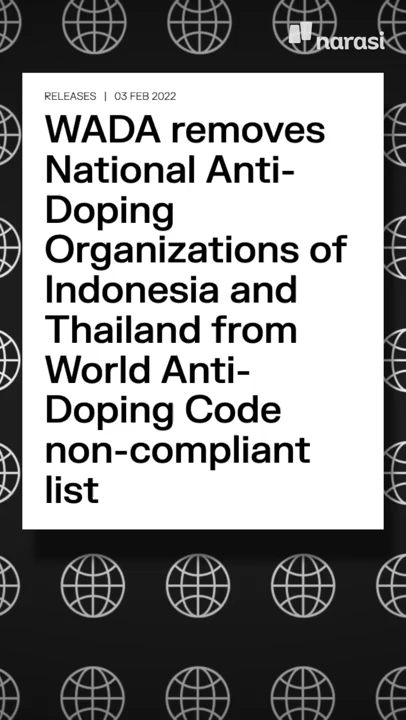 narasi
RELEASES | 03 FEB 2022
WADA removes
National Anti-
Doping
Organizations of
Indonesia and
Thailand from
World Anti-
Doping Code
non-compliant
list